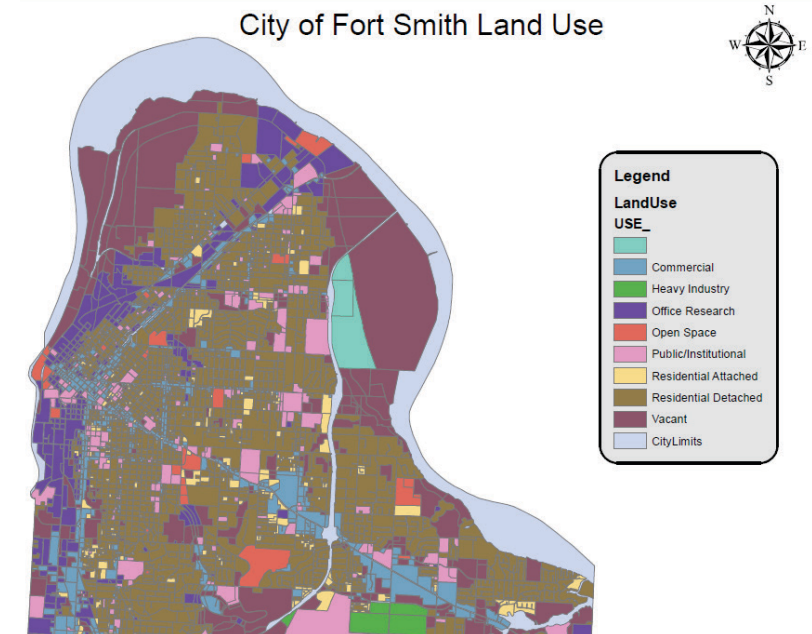 City of Fort Smith Land Use
N
W E
S
Legend
LandUse
USE_
Commercial
Heavy Industry
Office Research
Open Space
Public/Institutional
Residential Attached
Residential Detached
Vacant
CityLimits